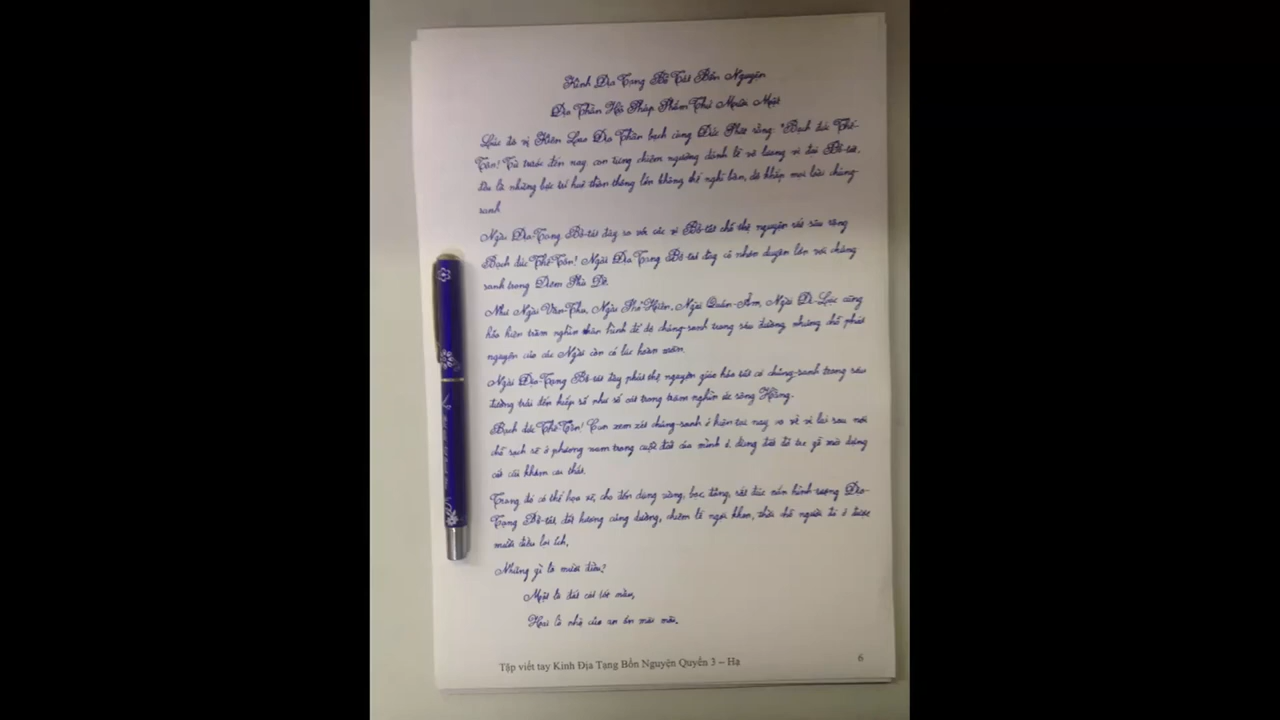 Kinh Địa Tạng Bồ Tát Bổn Nguyện
Địa Thần Hộ Pháp Phẩm Thứ Mười Một
Lúc đó vị Kiên Lao Địa Thần bạch cùng Đức Phật rằng: "Bạch đức Thế-
Tôn! Từ trước đến nay con từng chiêm ngưỡng đảnh lễ vô lượng vị đại Bồ-tát,
đều là những bậc trí huệ thần thông lớn không thể nghĩ bàn, độ khắp mọi loài chúng-
sanh
Ngài Địa-Tạng Bồ-tát đây so với các vị Bồ-tát chỗ thệ nguyện rất sâu rộng
Bạch đức Thế-Tôn! Ngài Địa Tạng Bồ-tát đây có nhơn duyên lớn với chúng
sanh trong Diêm Phù Đề.
Như Ngài Văn-Thù, Ngài Phổ-Hiền, Ngài Quán-Âm, Ngài Di-Lặc cũng
hóa hiện trăm nghìn thân hình để độ chúng-sanh trong sáu đường, nhưng chỗ phát
nguyện của các Ngài còn có lúc hoàn mãn.
Ngài Địa-Tạng Bồ-tát đây phát thệ nguyện giáo hóa tất cả chúng-sanh trong sáu
đường trải đến kiếp số như số cát trong trăm nghìn ức sông Hằng.
Bạch đức Thế-Tôn! Con xem xét chúng-sanh ở hiện tại nay và về vị lai sau nơi
chỗ sạch sẽ ở phương nam trong cuộc đất của mình ở, dùng đất đá tre gỗ mà dựng
cất cái khám cái thất.
Trong đó có thể họa vẽ, cho đến dùng vàng, bạc, đồng, sắt đúc nắn hình-tượng Địa-
Tạng Bồ-tát, đốt hương cúng dường, chiêm lễ ngợi khen, thời chỗ người đó ở được
mười điều lợi ích.
Những gì là mười điều?
Một là đất cát tốt mầu,
Hai là nhà cửa an ổn mãi mãi.
Tập viết tay Kinh Địa Tạng Bổn Nguyện Quyển 3 – Hạ
6